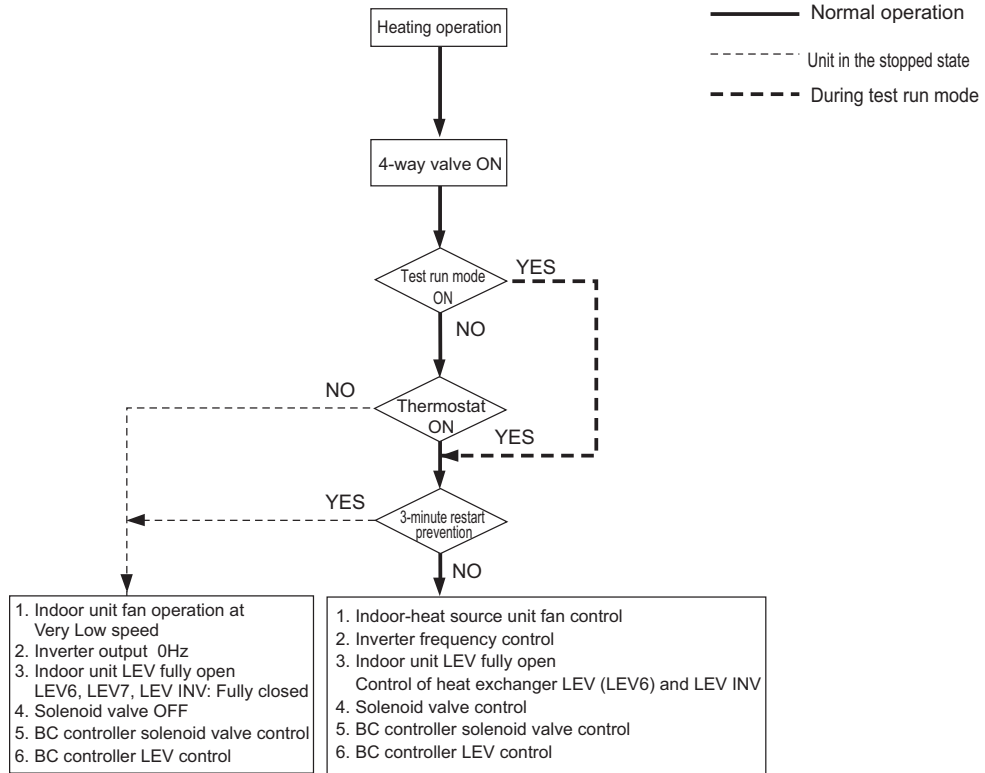 Heating operation
Normal operation
Unit in the stopped state
During test run mode
4-way valve ON
Test run mode
ON
YES
NO
NO
Thermostat
ON
YES
YES
3-minute restart
prevention
NO
1. Indoor unit fan operation at
Very Low speed
2. Inverter output 0Hz
3. Indoor unit LEV fully open
LEV6, LEV7, LEV INV: Fully closed
4. Solenoid valve OFF
5. BC controller solenoid valve control
6. BC controller LEV control
1. Indoor-heat source unit fan control
2. Inverter frequency control
3. Indoor unit LEV fully open
Control of heat exchanger LEV (LEV6) and LEV INV
4. Solenoid valve control
5. BC controller solenoid valve control
6. BC controller LEV control